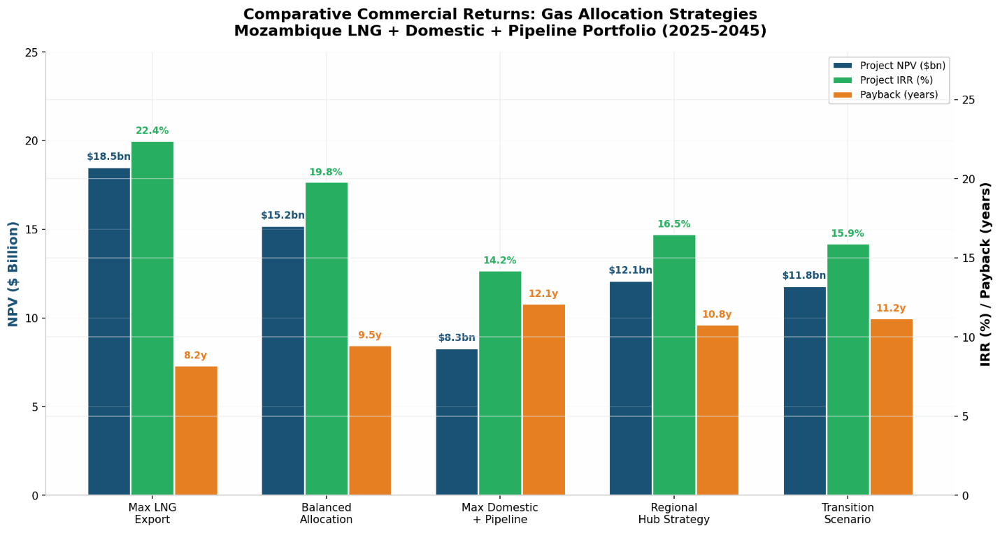 Comparative Commercial Returns: Gas Allocation Strategies
Mozambique LNG + Domestic + Pipeline Portfolio (2025–2045)
Project NPV ($bn)
Project IRR (%)
Payback (years)
NPV ($ Billion)
25
20
15
10
5
0
$18.5bn
22.4%
8.2y
$15.2bn
19.8%
9.5y
$8.3bn
14.2%
12.1y
$12.1bn
16.5%
10.8y
$11.8bn
15.9%
11.2y
25
20
15
10
5
0
IRR (%) / Payback (years)
Max LNG
Export
Balanced
Allocation
Max Domestic
+ Pipeline
Regional
Hub Strategy
Transition
Scenario